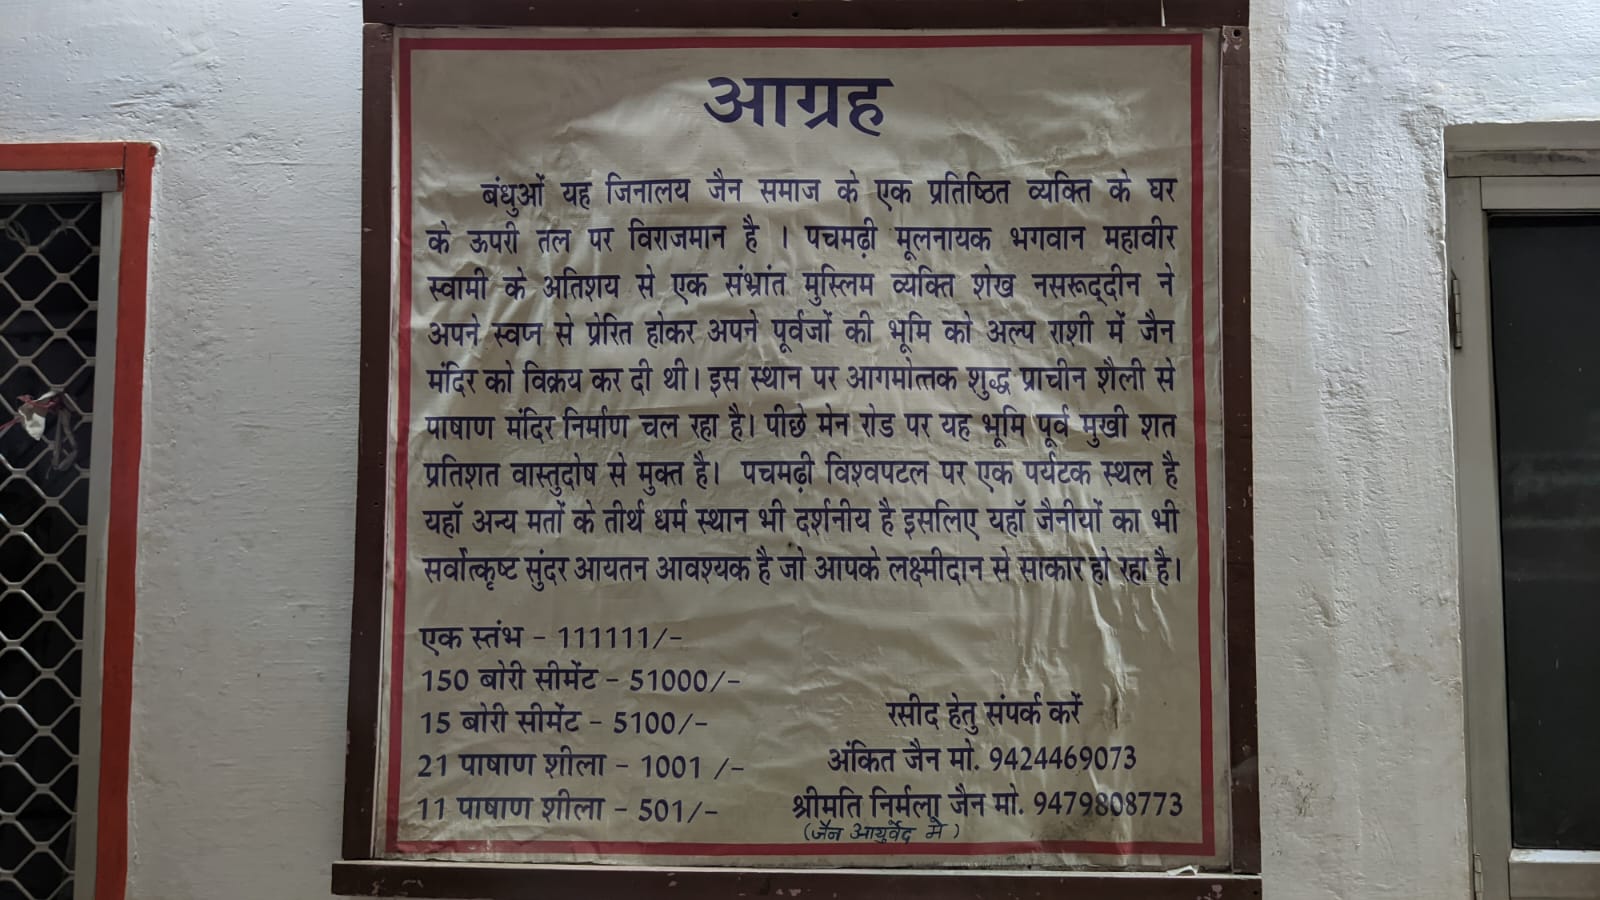 आग्रह
बंधुओं यह जिनालय जैन समाज के एक प्रतिष्ठित व्यक्ति के घर
के ऊपरी तल पर विराजमान है । पचमढ़ी मूलनायक भगवान महावीर
स्वामी के अतिशय से एक संभ्रांत मुस्लिम व्यक्ति शेख नसरूद्‌दीन ने
अपने स्वप्न से प्रेरित होकर अपने पूर्वजों की भूमि को अल्प राशी में जैन
मंदिर को विक्रय कर दी थी। इस स्थान पर आगमोत्तक शुद्ध प्राचीन शैली से
पाषाण मंदिर निर्माण चल रहा है। पीछे मेन रोड पर यह भूमि पूर्व मुखी शत
प्रतिशत वास्तुदोष से मुक्त है। पचमढ़ी विश्वपटल पर एक पर्यटक स्थल है
यहॉ अन्य मतों के तीर्थ धर्म स्थान भी दर्शनीय है इसलिए यहॉ जैनीयों का भी
सर्वोत्कृष्ट सुंदर आयतन आवश्यक है जो आपके लक्ष्मीदान से साकार हो रहा है।
एक स्तंभ - 111111/-
150 बोरी सीमेंट - 51000/-
15 बोरी सीमेंट - 5100/-
21 पाषाण शीला - 1001 /-
11 पाषाण शीला - 501/-
रसीद हेतु संपर्क करें
अंकित जैन मो. 9424469073
श्रीमति निर्मला जैन मो. 9479808773
(जैन आयुर्वेद मे)